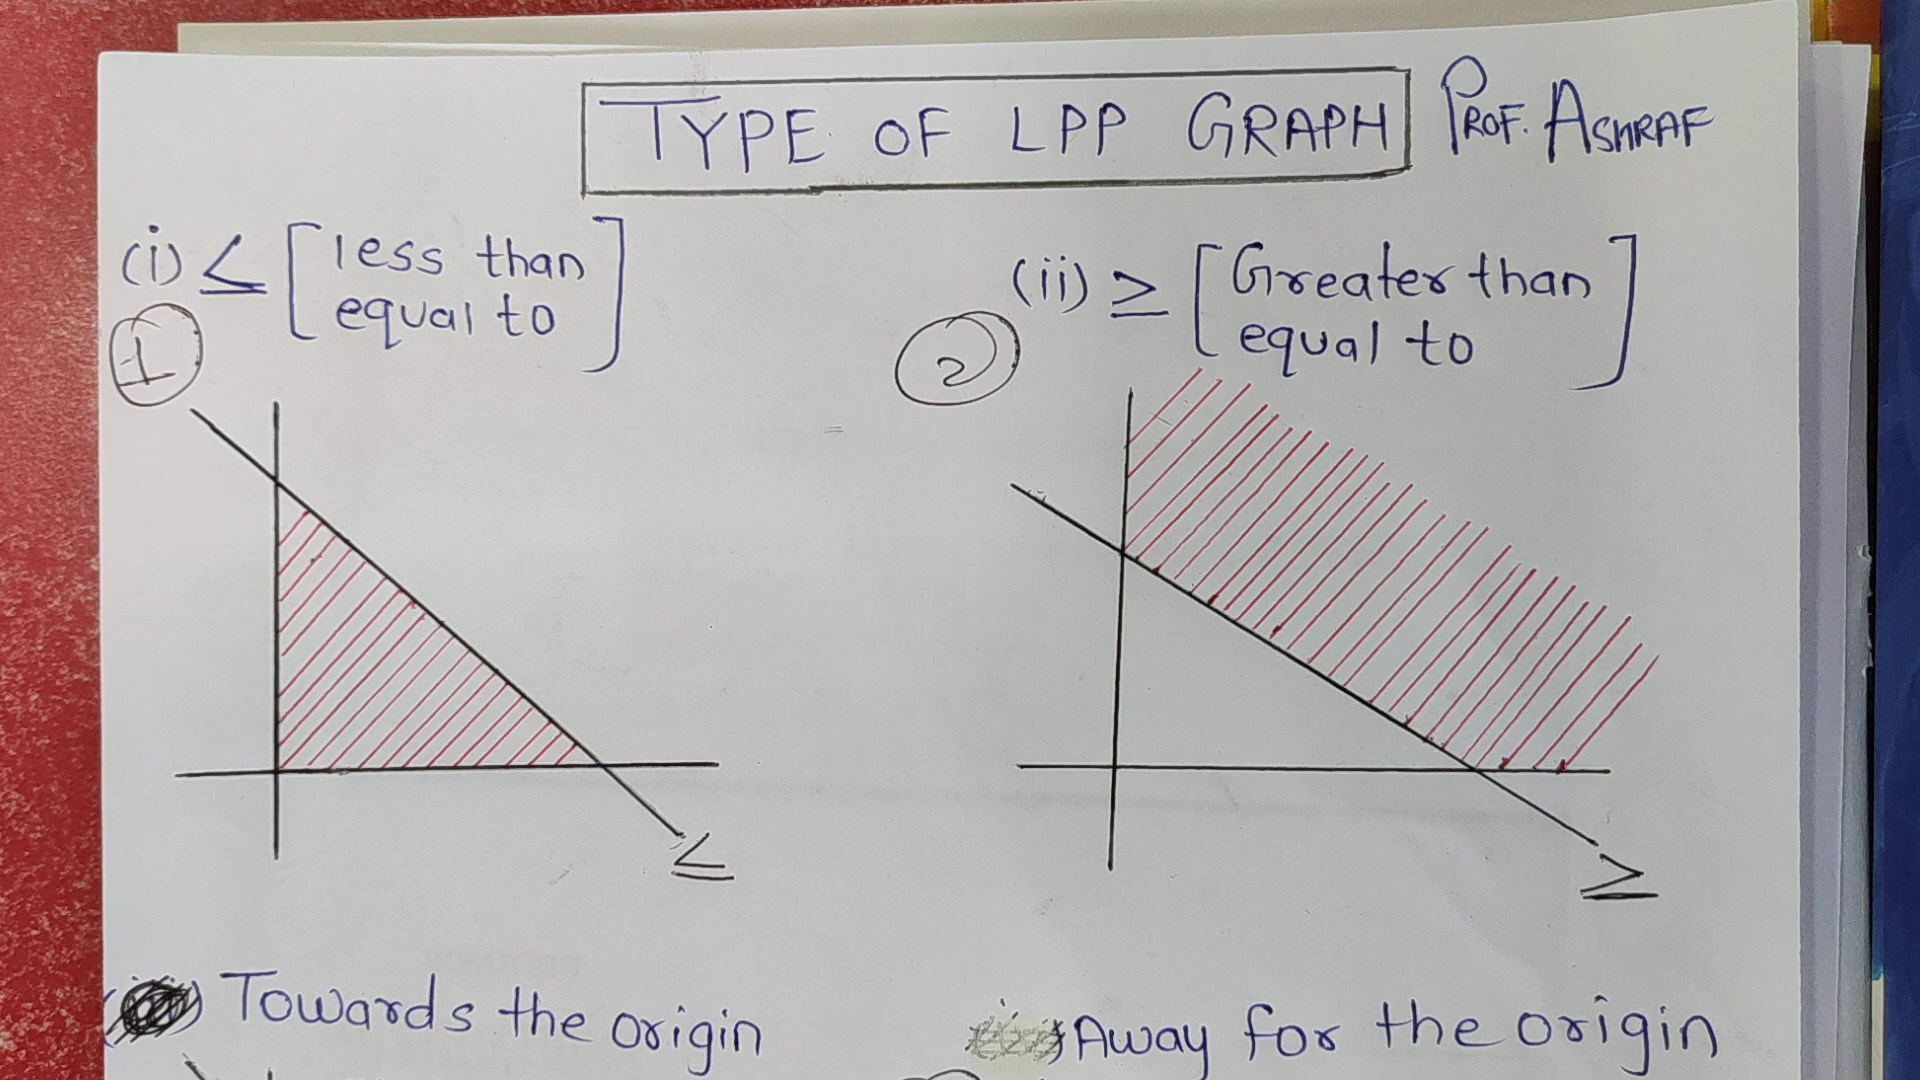 TYPE OF LPP GRAPH PROF. ASHRAF
(i) ≤ [less than
equal to]
(ii) ≥ [Greater than
equal to]
1
2
≤
≥
Towards the origin
Away for the origin